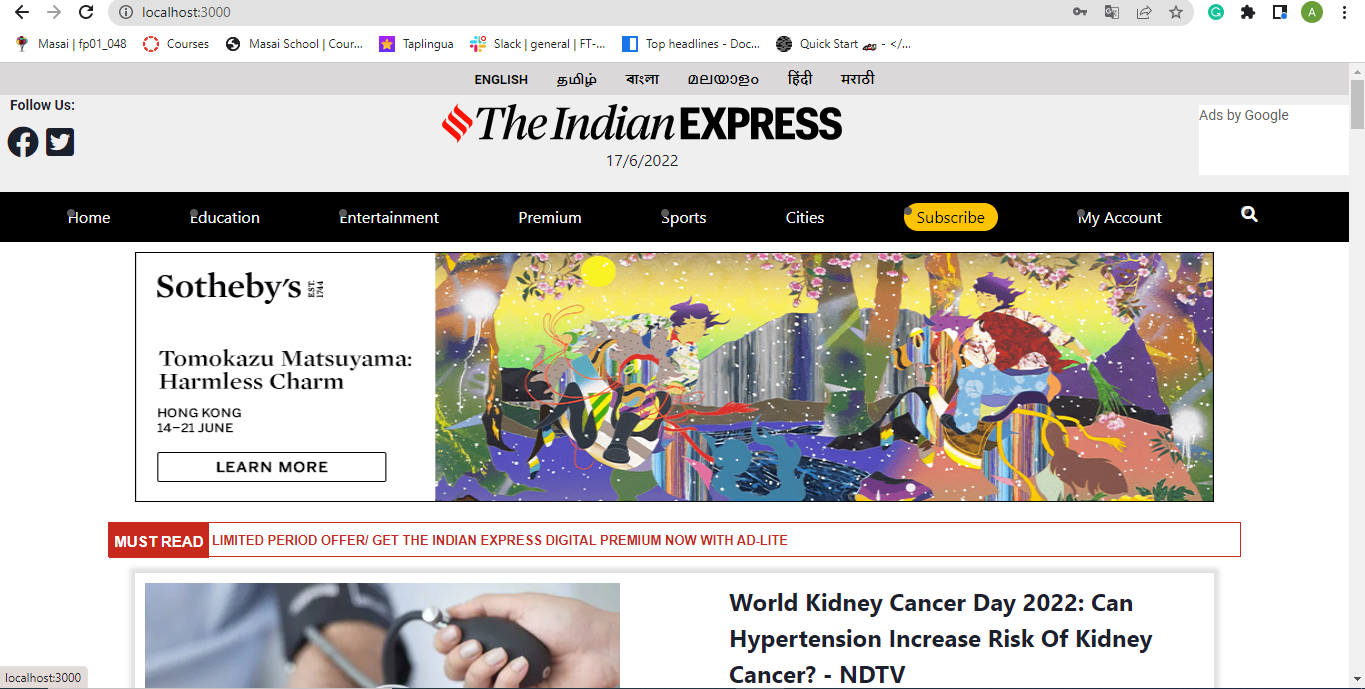 localhost:3000
A
Masai | fp01_048 Courses Masai School | Cour... Taplingua Slack | general | FT-... Top headlines - Doc... Quick Start 🏎️ - </...
ENGLISH தமிழ் বাংলা മലയാളം हिंदी मराठी
Follow Us:
The Indian EXPRESS
17/6/2022
Ads by Google
Home Education Entertainment Premium Sports Cities Subscribe My Account
Sotheby's EST. 1744
Tomokazu Matsuyama:
Harmless Charm
HONG KONG
14–21 JUNE
LEARN MORE
MUST READ LIMITED PERIOD OFFER/ GET THE INDIAN EXPRESS DIGITAL PREMIUM NOW WITH AD-LITE
World Kidney Cancer Day 2022: Can
Hypertension Increase Risk Of Kidney
Cancer? - NDTV
localhost:3000